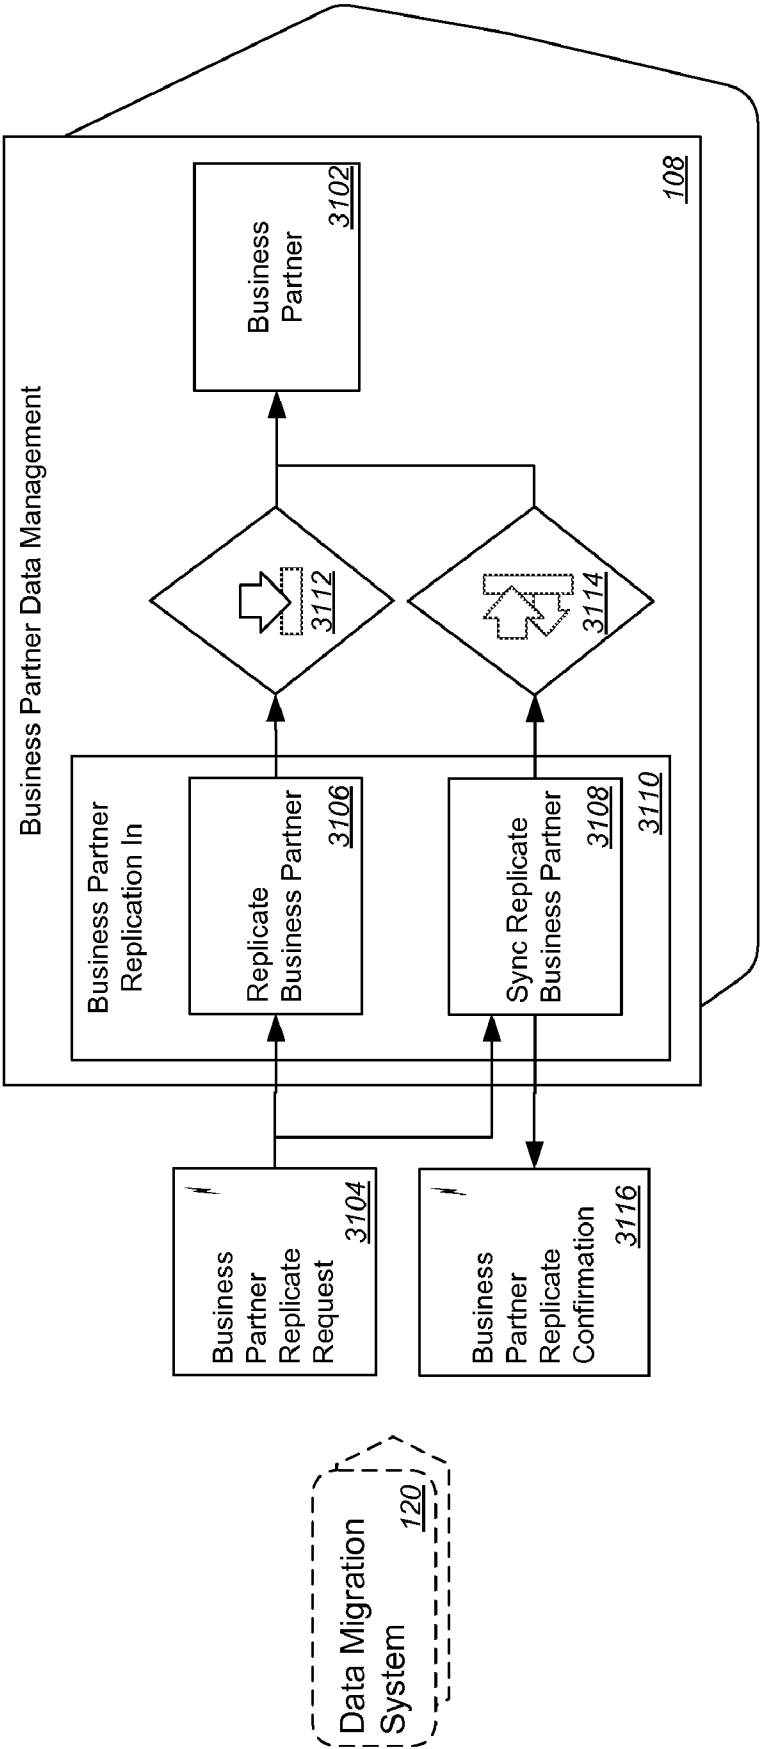 Business Partner Data Management
Business Partner
Replication In
Replicate
Business Partner
3106
Sync Replicate
Business Partner
3108
3110
3112
3114
Business
Partner
3102
108
Business
Partner
Replicate
Request
3104
Business
Partner
Replicate
Confirmation
3116
Data Migration
System
120